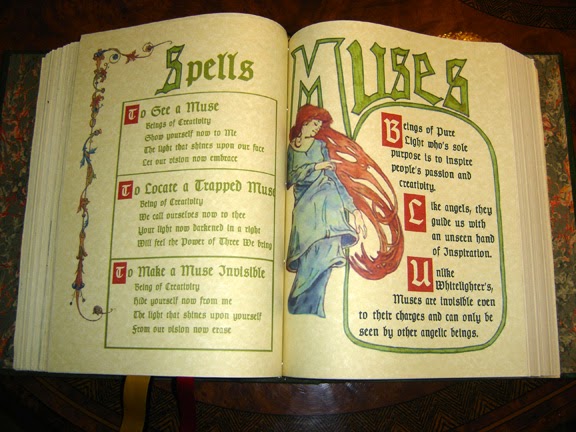 Spells
To See a Muse
Beings of Creativity
Show yourself now to Me
The light that shines upon our face
Let our vision now embrace
To Locate a Trapped Muse
Being of Creativity
We call ourselves now to thee
Your light now darkened in a right
Will feel the Power of Three We bring
To Make a Muse Invisible
Being of Creativity
Hide yourself now from me
The light that shines upon yourself
From our vision now erase
Muses
Beings of Pure
Light who's sole
purpose is to inspire
people's passion and
creativity.
Like angels, they
guide us with
an unseen hand
of Inspiration.
Unlike
Whitelighter's,
Muses are invisible even
to their charges and can only be
seen by other angelic beings.